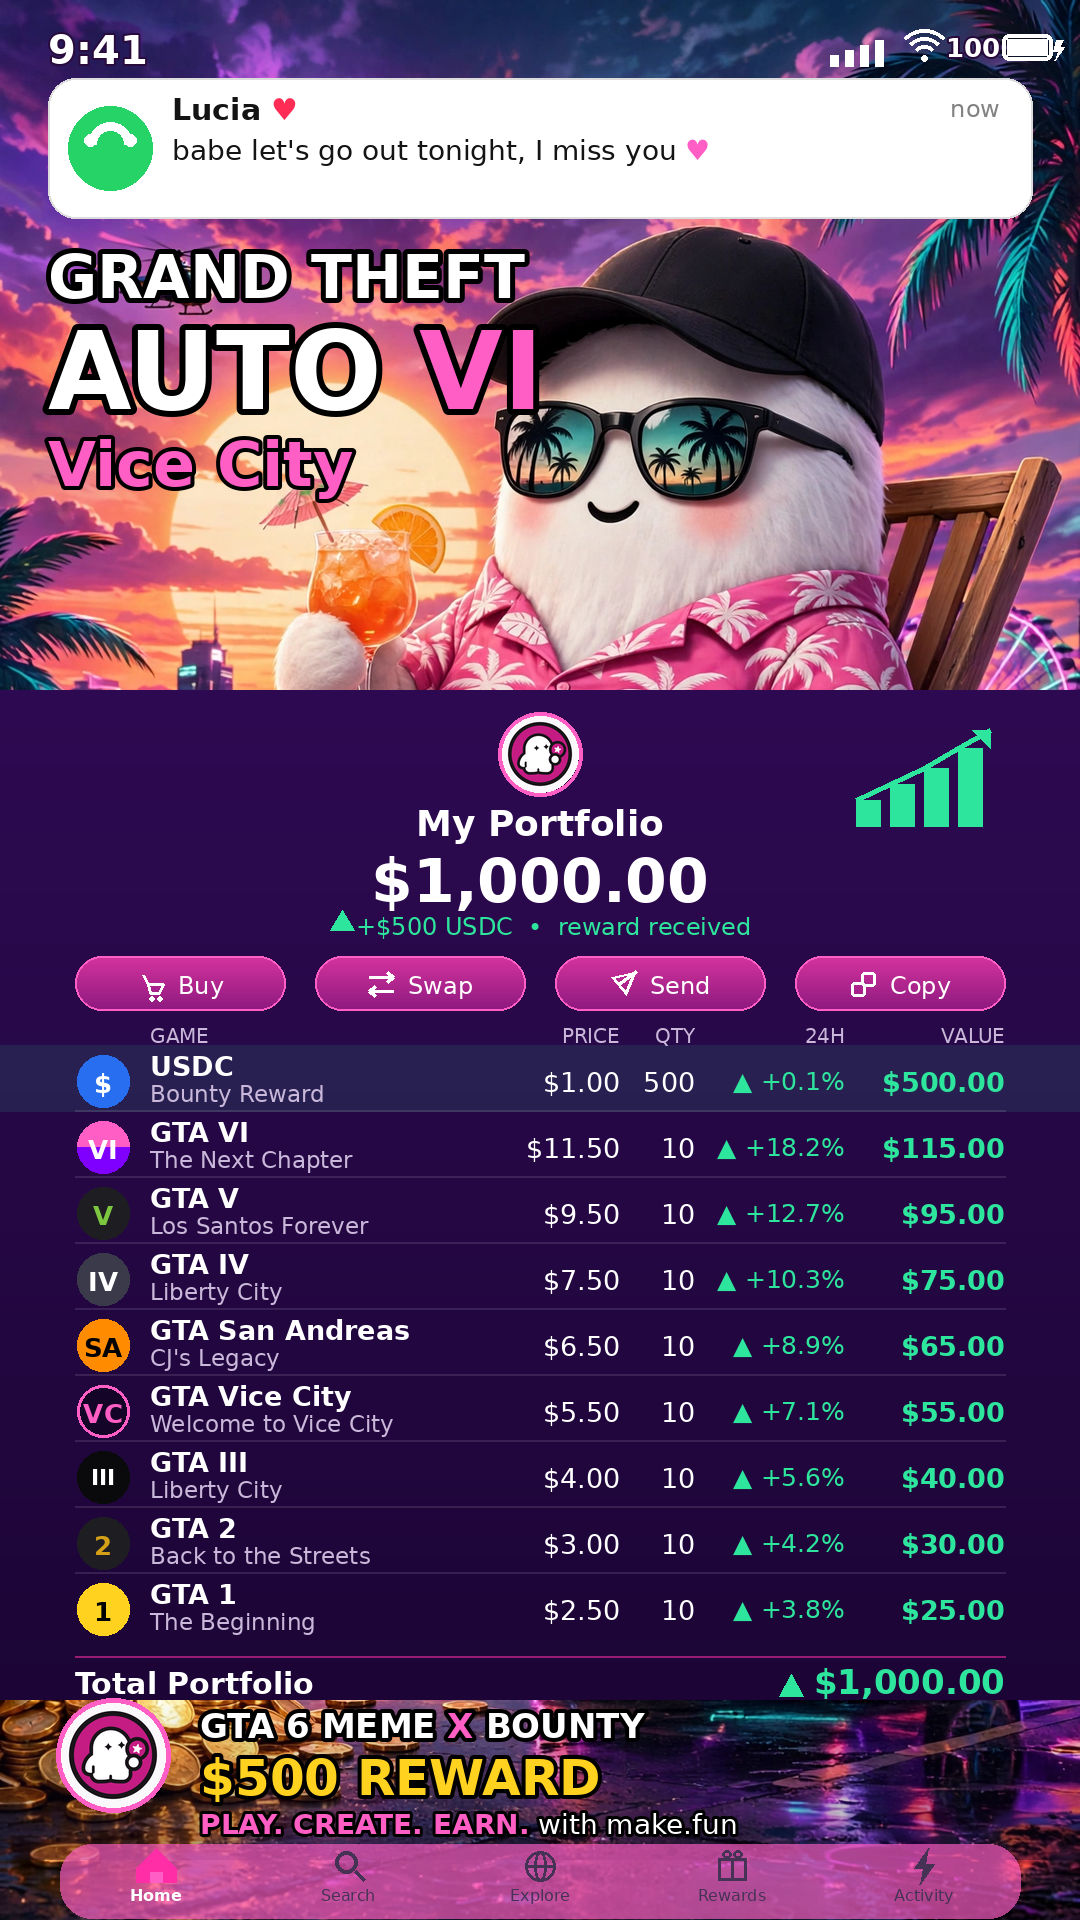 9:41
100
Lucia ♥
now
babe let's go out tonight, I miss you ♥
GRAND THEFT
AUTO VI
Vice City
My Portfolio
$1,000.00
▲+$500 USDC • reward received
Buy
Swap
Send
Copy
GAME PRICE QTY 24H VALUE
$ USDC $1.00 500 ▲ +0.1% $500.00
Bounty Reward
VI GTA VI $11.50 10 ▲ +18.2% $115.00
The Next Chapter
V GTA V $9.50 10 ▲ +12.7% $95.00
Los Santos Forever
IV GTA IV $7.50 10 ▲ +10.3% $75.00
Liberty City
SA GTA San Andreas $6.50 10 ▲ +8.9% $65.00
CJ's Legacy
VC GTA Vice City $5.50 10 ▲ +7.1% $55.00
Welcome to Vice City
III GTA III $4.00 10 ▲ +5.6% $40.00
Liberty City
2 GTA 2 $3.00 10 ▲ +4.2% $30.00
Back to the Streets
1 GTA 1 $2.50 10 ▲ +3.8% $25.00
The Beginning
Total Portfolio ▲ $1,000.00
GTA 6 MEME X BOUNTY
$500 REWARD
PLAY. CREATE. EARN. with make.fun
Home
Search
Explore
Rewards
Activity